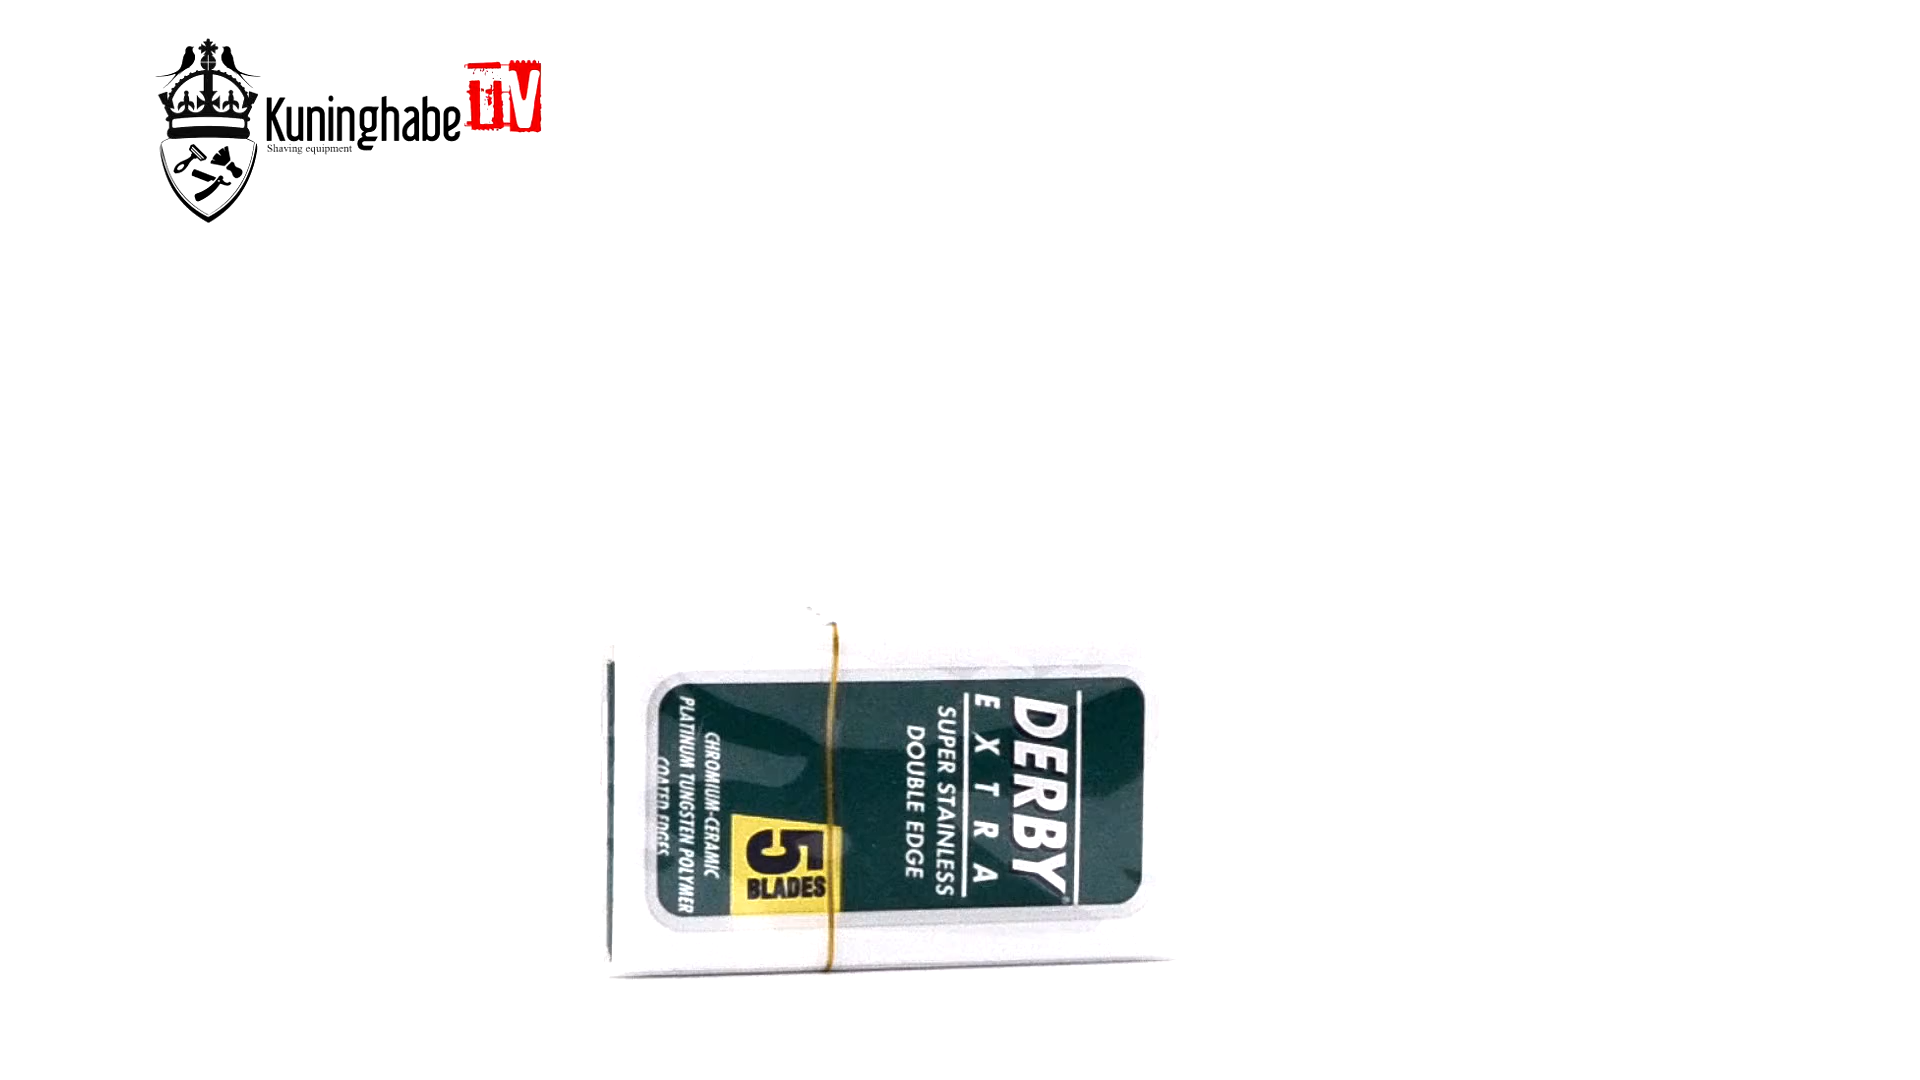 Kuninghabe TV
Shaving equipment
DERBY
EXTRA
SUPER STAINLESS
DOUBLE EDGE
5
BLADES
CHROMIUM-CERAMIC
PLATINUM TUNGSTEN POLYMER
COATED EDGES